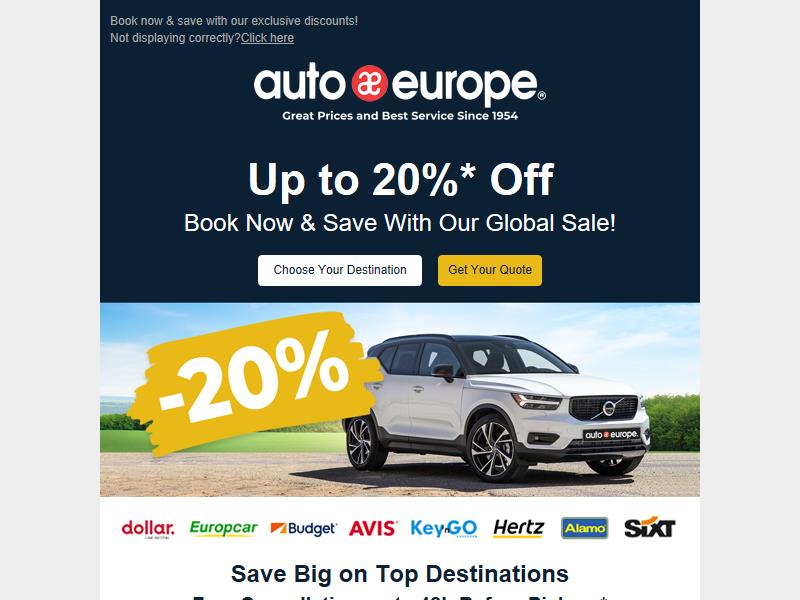 Book now & save with our exclusive discounts!
Not displaying correctly?Click here
auto æ europe®
Great Prices and Best Service Since 1954
Up to 20%* Off
Book Now & Save With Our Global Sale!
Choose Your Destination
Get Your Quote
-20%
auto æ europe.
dollar. Europcar Budget AVIS Key'nGO Hertz Alamo SiXT
Save Big on Top Destinations